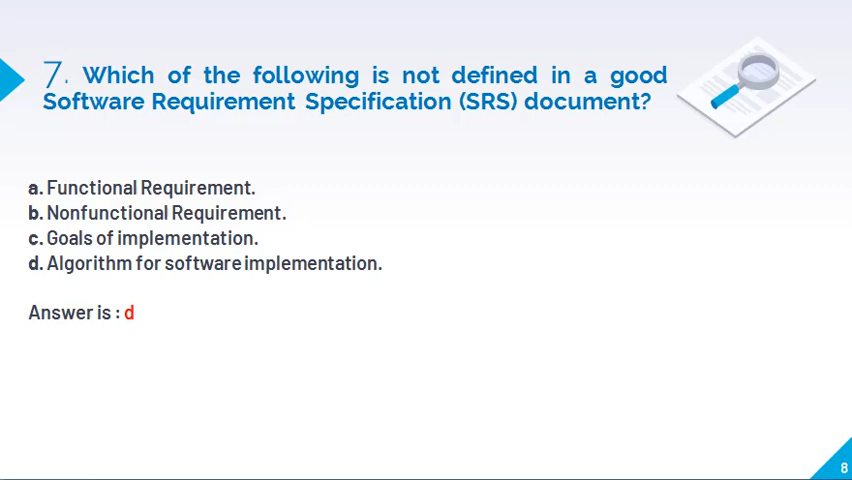 7. Which of the following is not defined in a good
Software Requirement Specification (SRS) document?
a. Functional Requirement.
b. Nonfunctional Requirement.
c. Goals of implementation.
d. Algorithm for software implementation.
Answer is : d
8